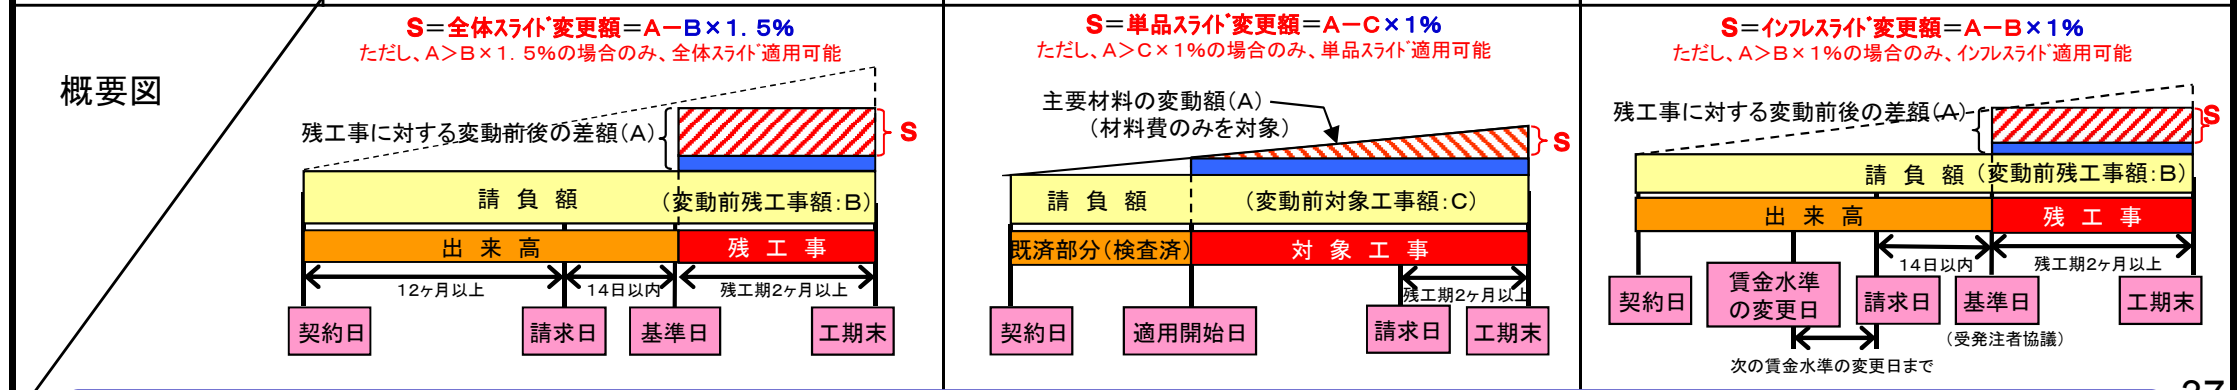 概要図
S=全体スライド変更額=A-B×1.5%
ただし、A>B×1.5%の場合のみ、全体スライド適用可能
残工事に対する変動前後の差額(A)
S
請負額
(変動前残工事額:B)
出来高
残工事
12ヶ月以上
14日以内
残工期2ヶ月以上
契約日
請求日
基準日
工期末
S=単品スライド変更額=A-C×1%
ただし、A>C×1%の場合のみ、単品スライド適用可能
主要材料の変動額(A)
(材料費のみを対象)
S
請負額
(変動前対象工事額:C)
既済部分(検査済)
対象工事
残工期2ヶ月以上
契約日
適用開始日
請求日
工期末
S=インフレスライド変更額=A-B×1%
ただし、A>B×1%の場合のみ、インフレスライド適用可能
残工事に対する変動前後の差額(A)
S
請負額(変動前残工事額:B)
出来高
残工事
14日以内
残工期2ヶ月以上
契約日
賃金水準
の変更日
請求日
基準日
工期末
(受発注者協議)
次の賃金水準の変更日まで